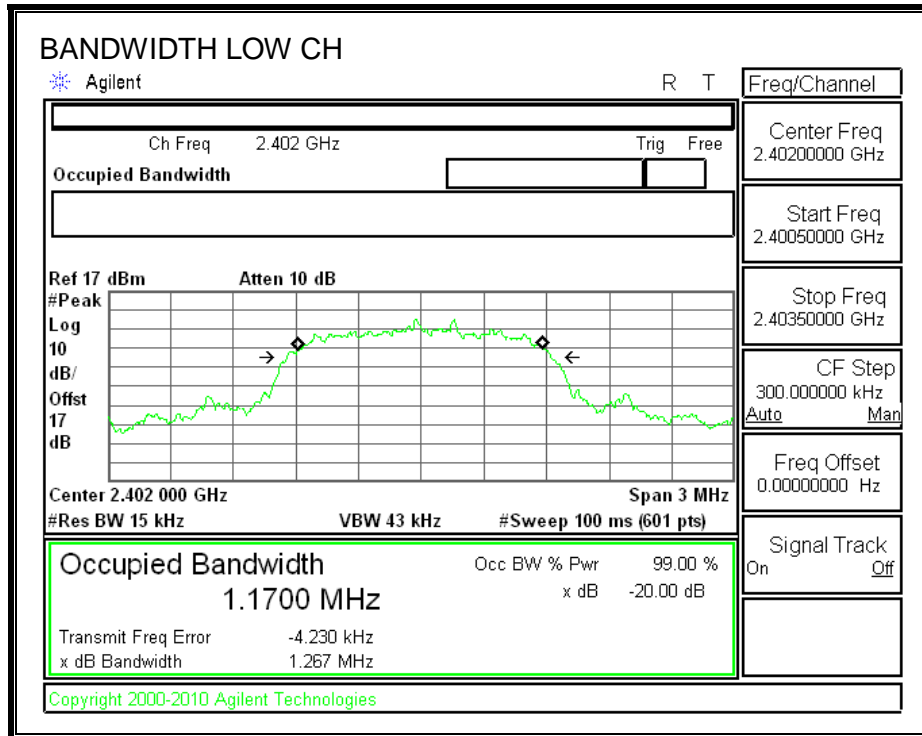 BANDWIDTH LOW CH
Agilent R T
Freq/Channel
Ch Freq 2.402 GHz Trig Free
Occupied Bandwidth
Center Freq
2.40200000 GHz
Start Freq
2.40050000 GHz
Stop Freq
2.40350000 GHz
CF Step
300.000000 kHz
Auto Man
Freq Offset
0.00000000 Hz
Signal Track
On Off
Ref 17 dBm Atten 10 dB
#Peak
Log
10
dB/
Offst
17
dB
Center 2.402 000 GHz Span 3 MHz
#Res BW 15 kHz VBW 43 kHz #Sweep 100 ms (601 pts)
Occupied Bandwidth Occ BW % Pwr 99.00 %
1.1700 MHz x dB -20.00 dB
Transmit Freq Error -4.230 kHz
x dB Bandwidth 1.267 MHz
Copyright 2000-2010 Agilent Technologies